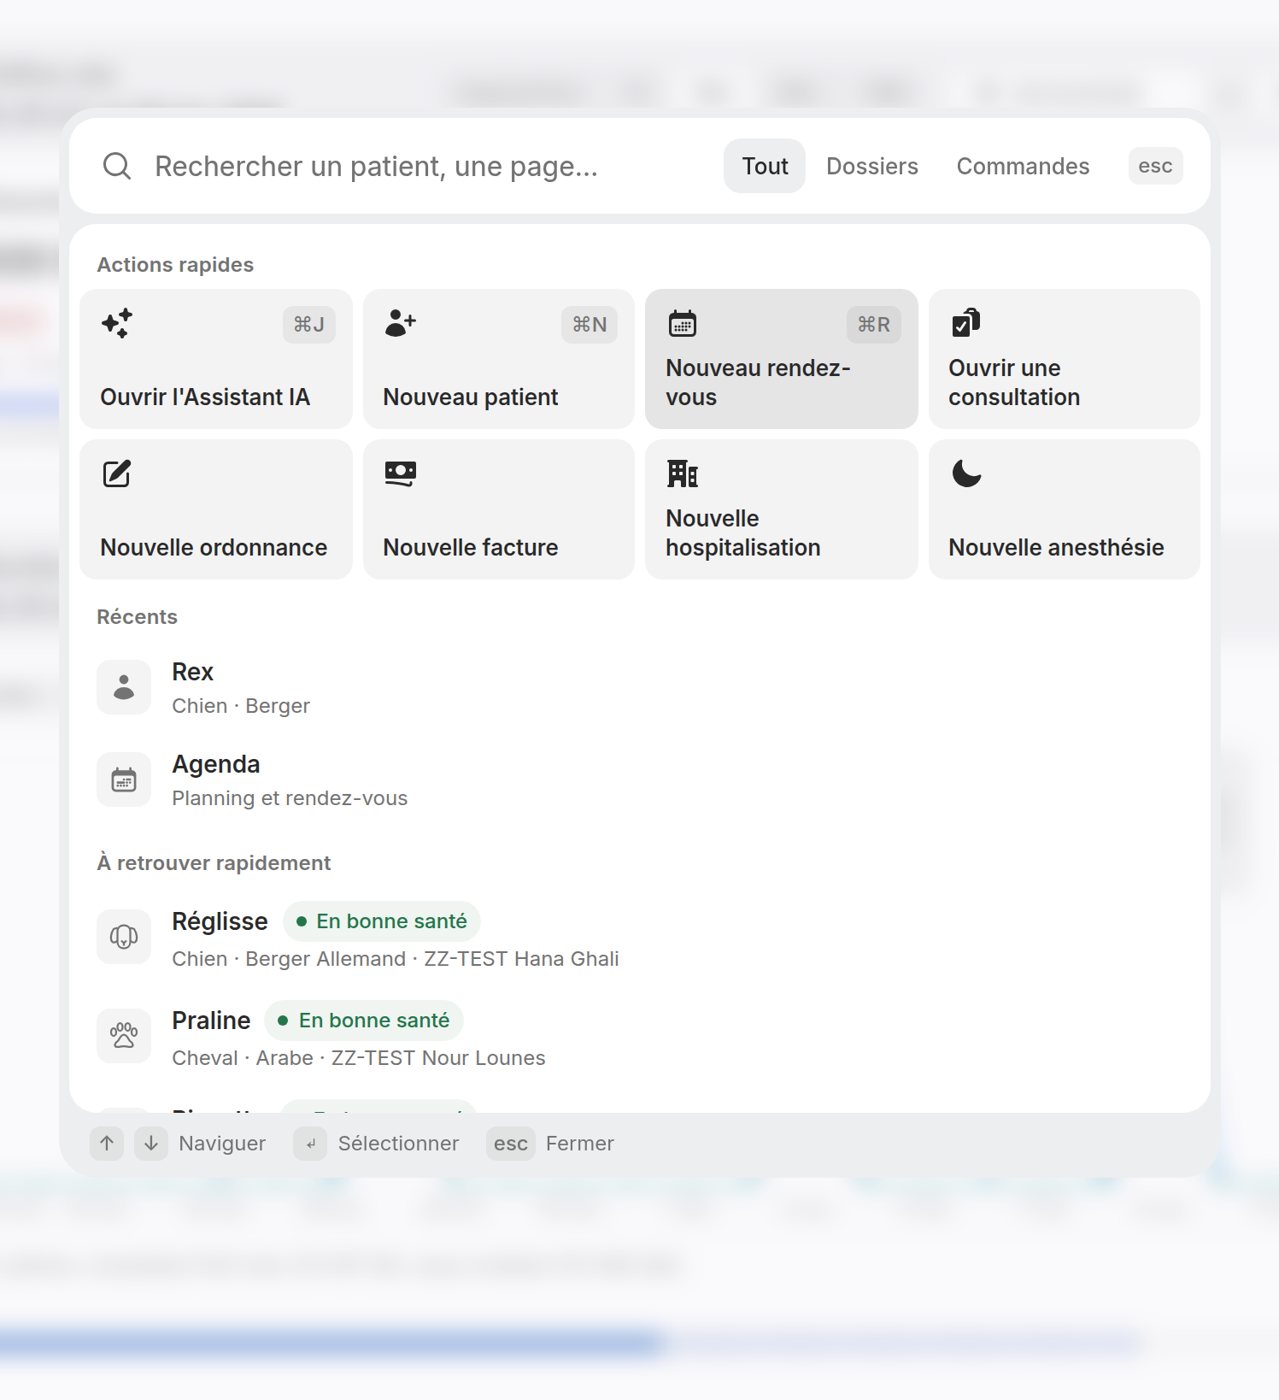 Rechercher un patient, une page...
Tout
Dossiers
Commandes
esc
Actions rapides
⌘J
Ouvrir l'Assistant IA
⌘N
Nouveau patient
⌘R
Nouveau rendez-
vous
Ouvrir une
consultation
Nouvelle ordonnance
Nouvelle facture
Nouvelle
hospitalisation
Nouvelle anesthésie
Récents
Rex
Chien · Berger
Agenda
Planning et rendez-vous
À retrouver rapidement
Réglisse
En bonne santé
Chien · Berger Allemand · ZZ-TEST Hana Ghali
Praline
En bonne santé
Cheval · Arabe · ZZ-TEST Nour Lounes
↑ ↓ Naviguer
↵ Sélectionner
esc Fermer